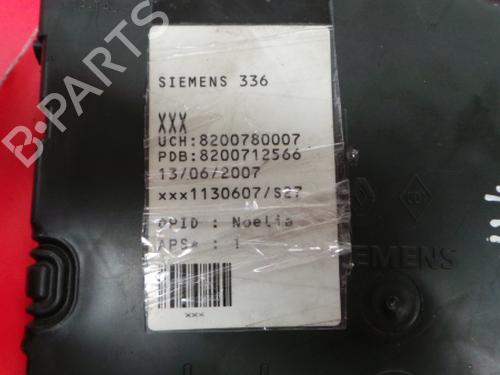 SIEMENS 336
XXX
UCH:8200780007
PDB:8200712566
13/06/2007
xxx1130607/S27
OPID : Noelia
APS* : 1
xxx
SIEMENS
B-PARTS